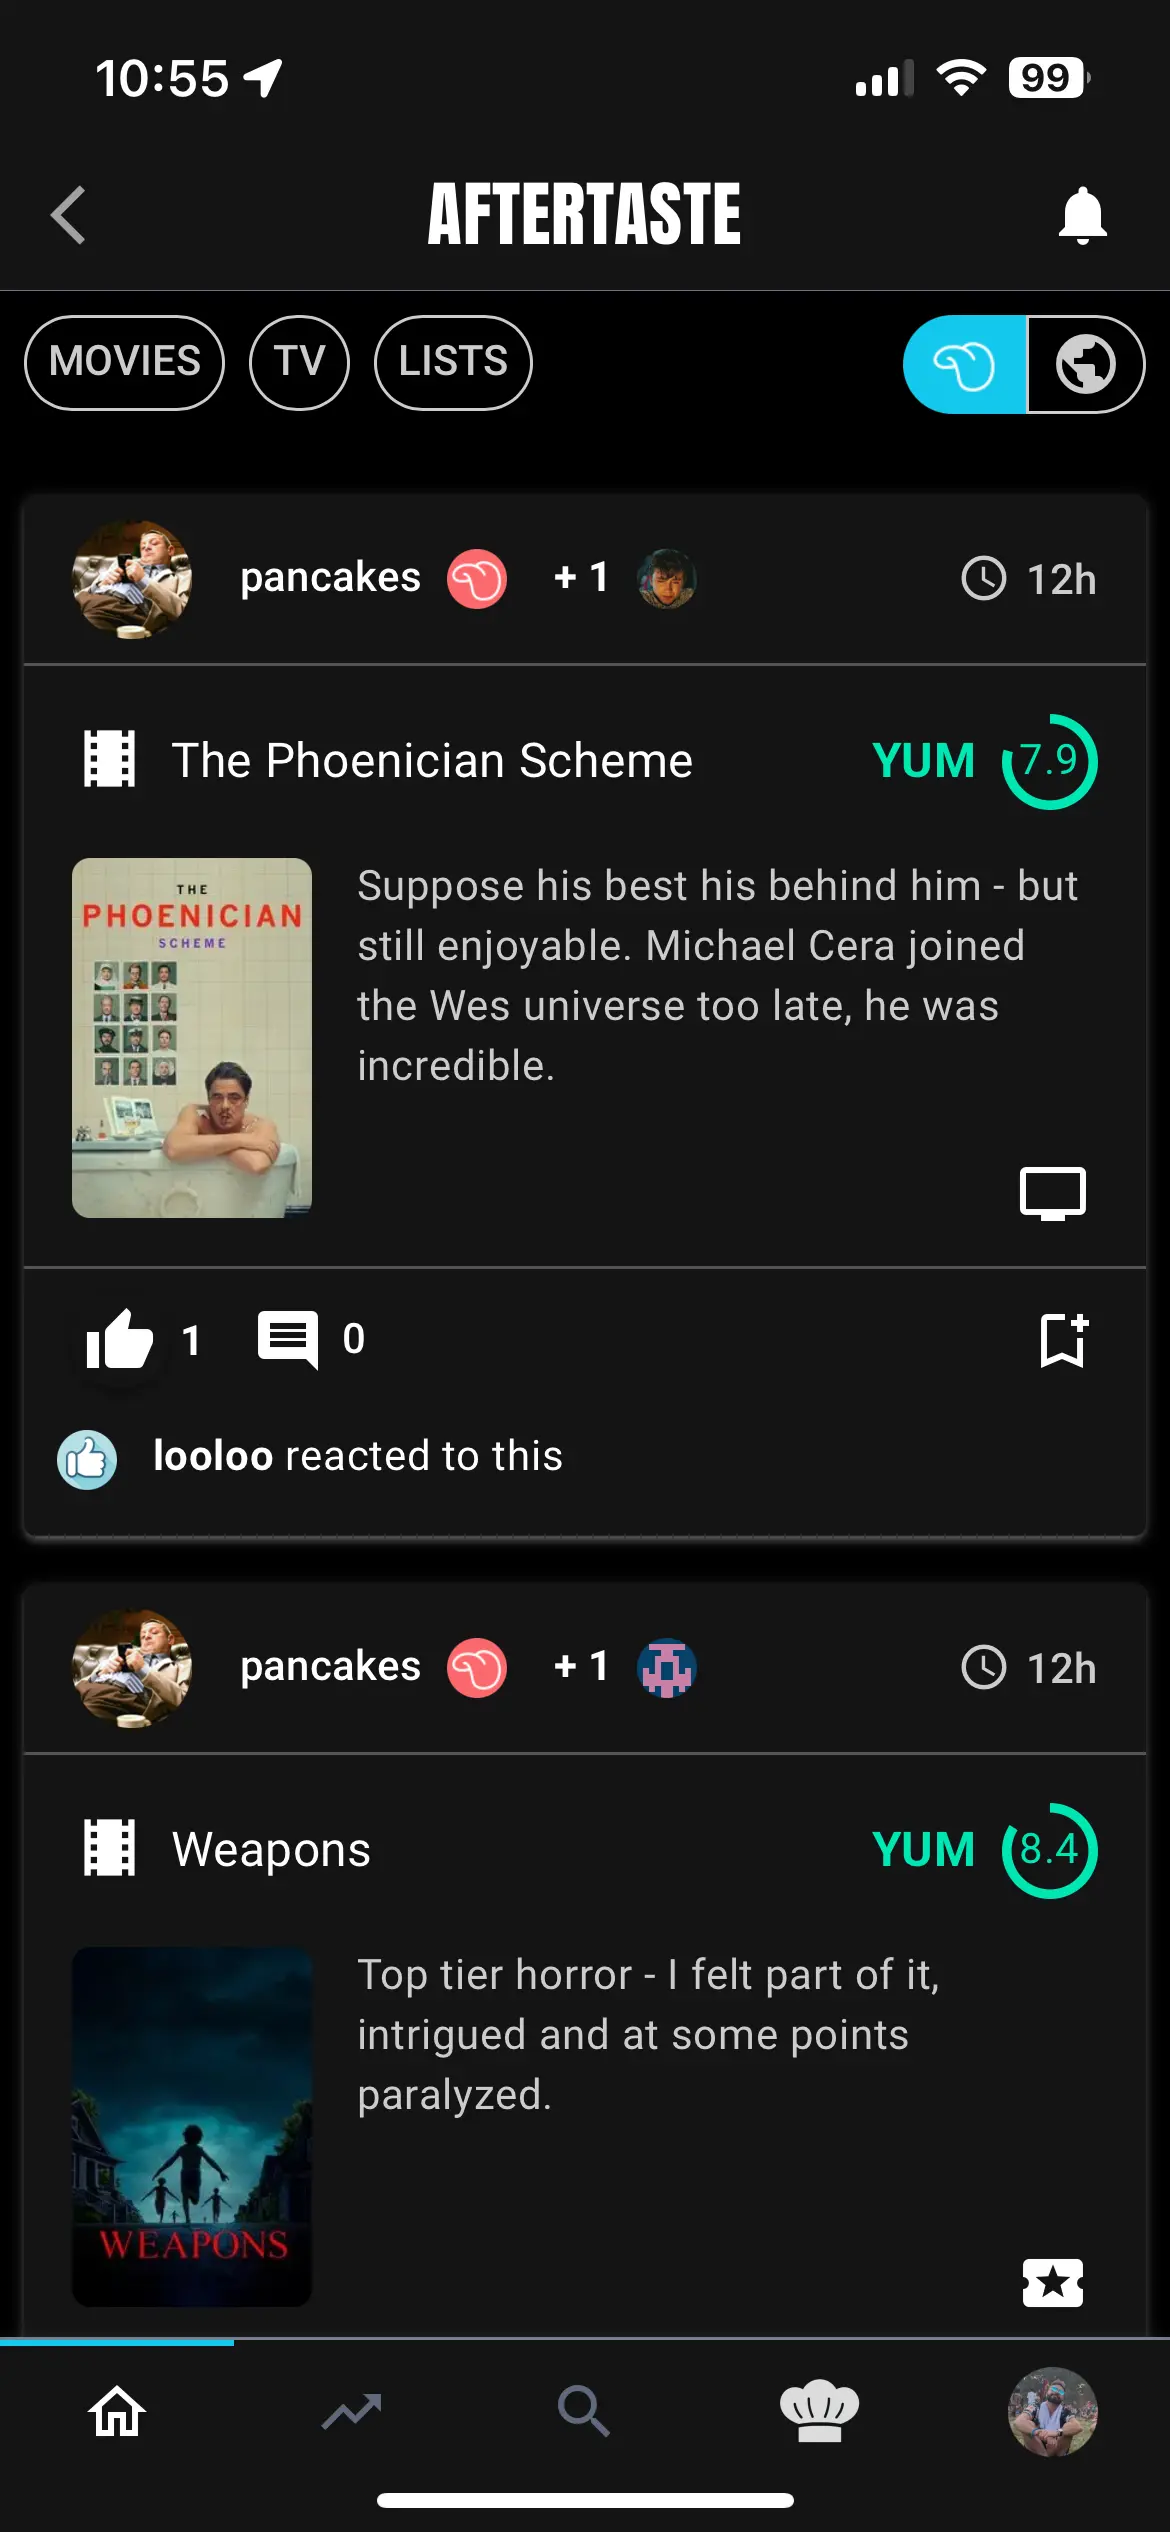 10:55
99
AFTERTASTE
MOVIES
TV
LISTS
pancakes
+ 1
12h
The Phoenician Scheme
YUM
7.9
THE
PHOENICIAN
SCHEME
Suppose his best his behind him - but
still enjoyable. Michael Cera joined
the Wes universe too late, he was
incredible.
1
0
looloo reacted to this
pancakes
+ 1
12h
Weapons
YUM
8.4
WEAPONS
Top tier horror - I felt part of it,
intrigued and at some points
paralyzed.